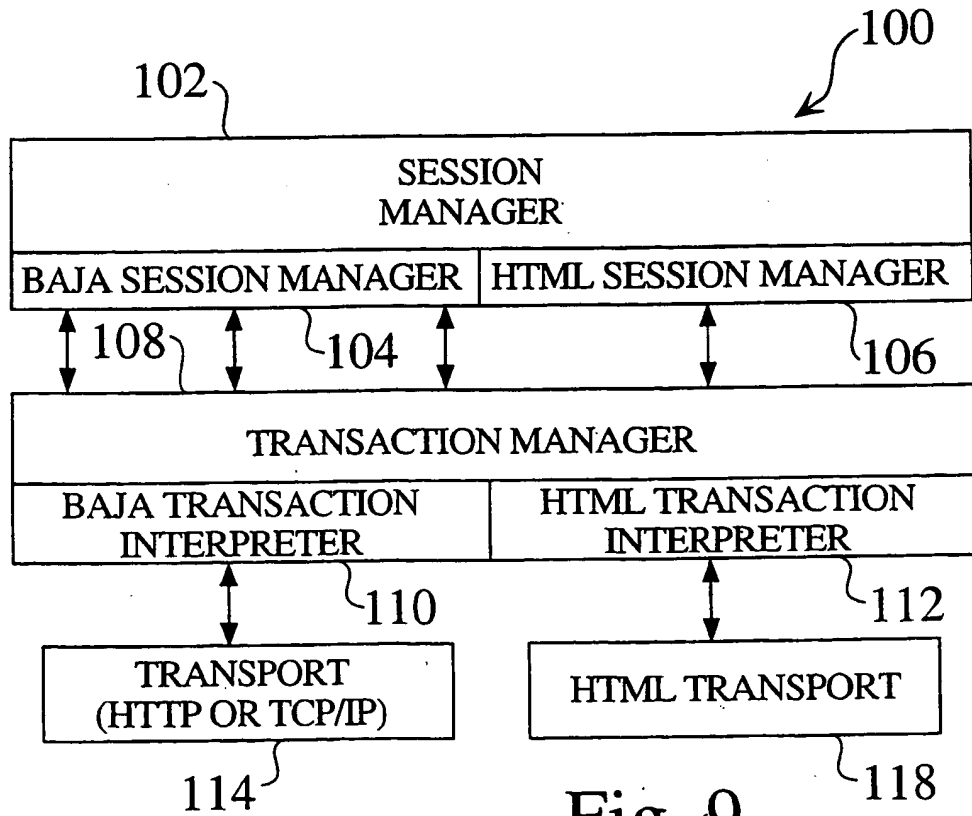 100
102
SESSION
MANAGER
BAJA SESSION MANAGER
HTML SESSION MANAGER
108
104
106
TRANSACTION MANAGER
BAJA TRANSACTION
INTERPRETER
HTML TRANSACTION
INTERPRETER
110
112
TRANSPORT
(HTTP OR TCP/IP)
HTML TRANSPORT
114
118
Fig. 9